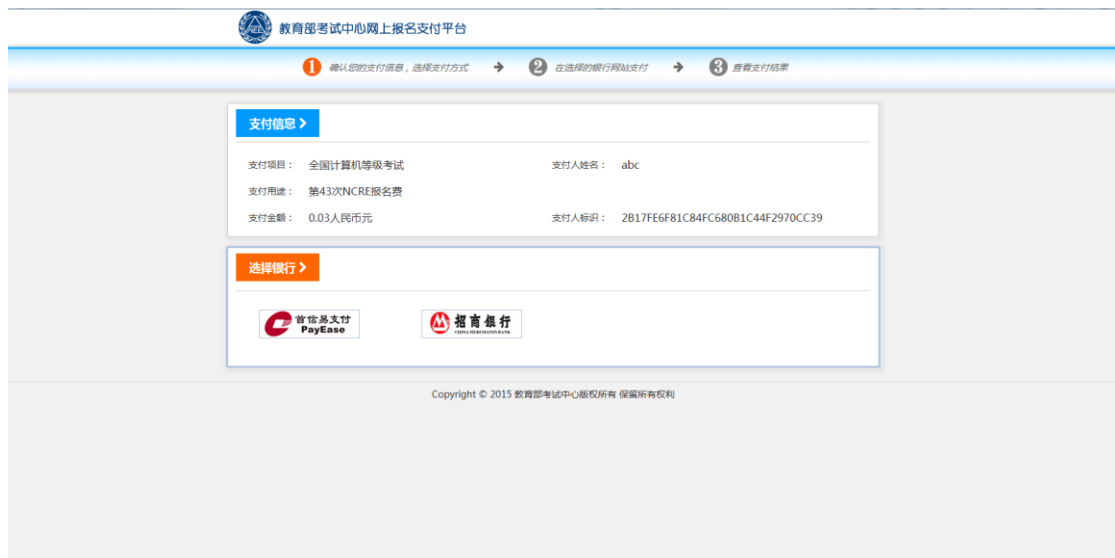 NEEA 教育部考试中心网上报名支付平台
1 确认您的支付信息，选择支付方式 → 2 在选择的银行网站支付 → 3 查看支付结果
支付信息
支付项目： 全国计算机等级考试 支付人姓名： abc
支付用途： 第43次NCRE报名费
支付金额： 0.03人民币元 支付人标识： 2B17FE6F81C84FC680B1C44F2970CC39
选择银行
首信易支付
PayEase
招商银行
CHINA MERCHANTS BANK
Copyright © 2015 教育部考试中心版权所有 保留所有权利